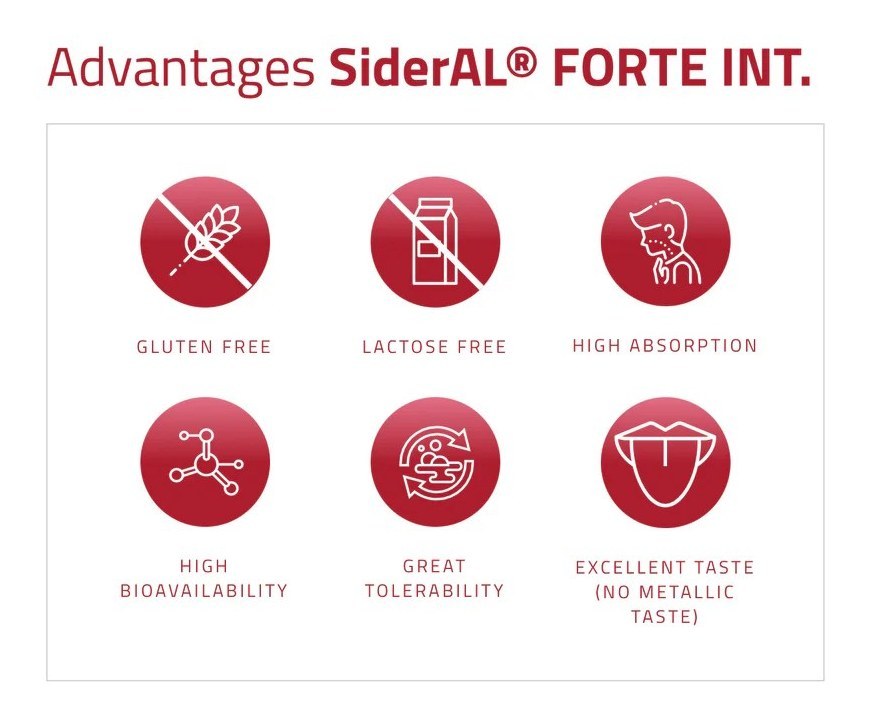 Advantages SiderAL® FORTE INT.
GLUTEN FREE
LACTOSE FREE
HIGH ABSORPTION
HIGH
BIOAVAILABILITY
GREAT
TOLERABILITY
EXCELLENT TASTE
(NO METALLIC
TASTE)